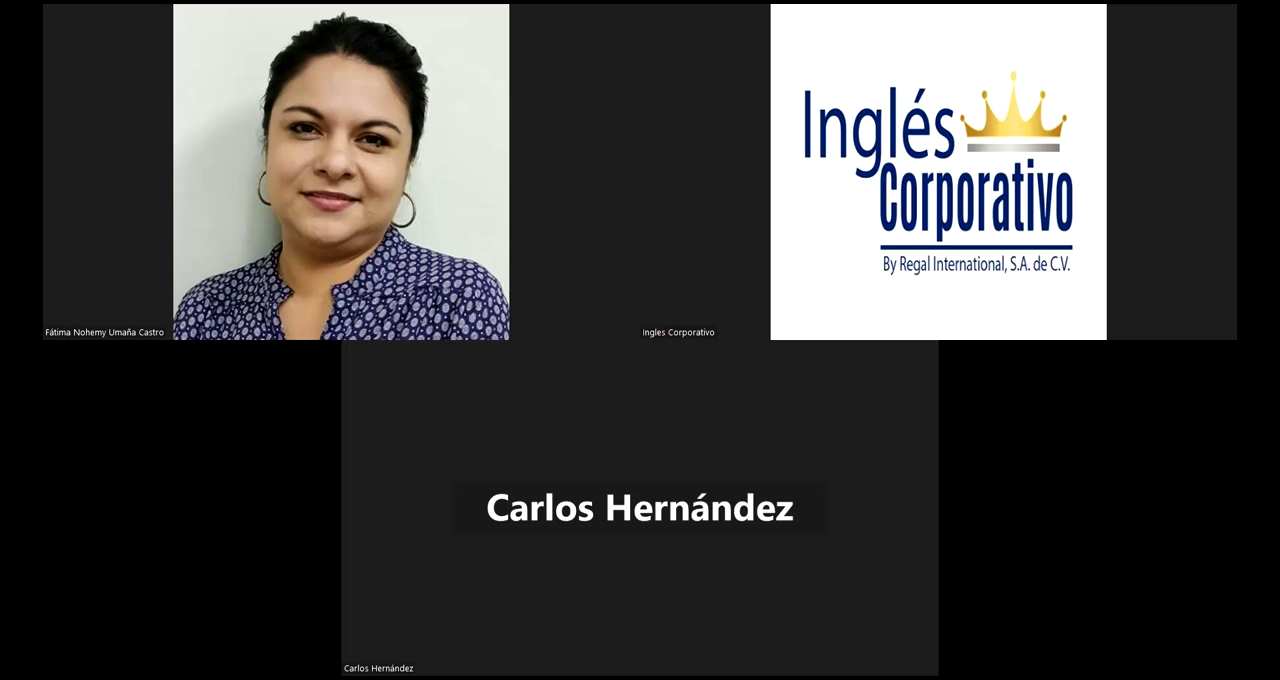 Inglés
Corporativo
By Regal International, S.A. de C.V.
Fátima Nohemy Umaña Castro
Ingles Corporativo
Carlos Hernández
Carlos Hernández